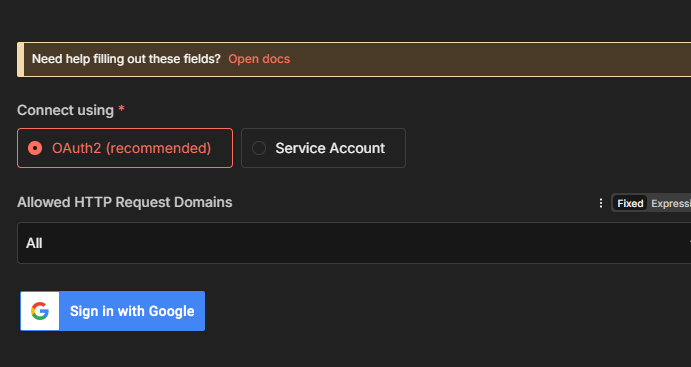 Need help filling out these fields? Open docs
Connect using *
OAuth2 (recommended) Service Account
Allowed HTTP Request Domains Fixed Expressi
All
Sign in with Google